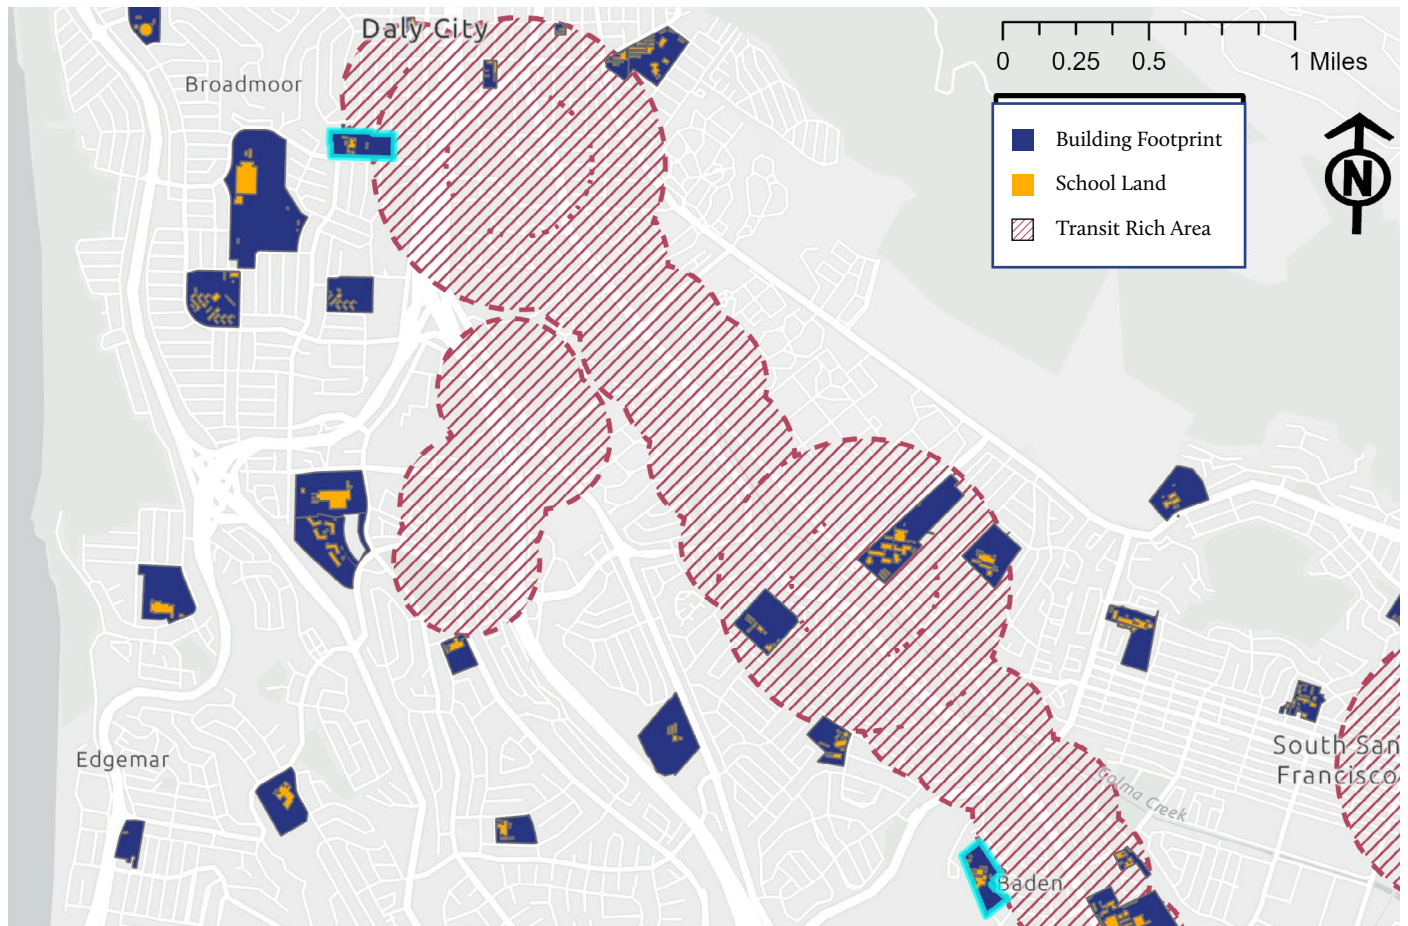 Daly City
Broadmoor
0 0.25 0.5 1 Miles
Building Footprint
School Land
Transit Rich Area
N
Edgemar
South San
Francisco
Colma Creek
Baden